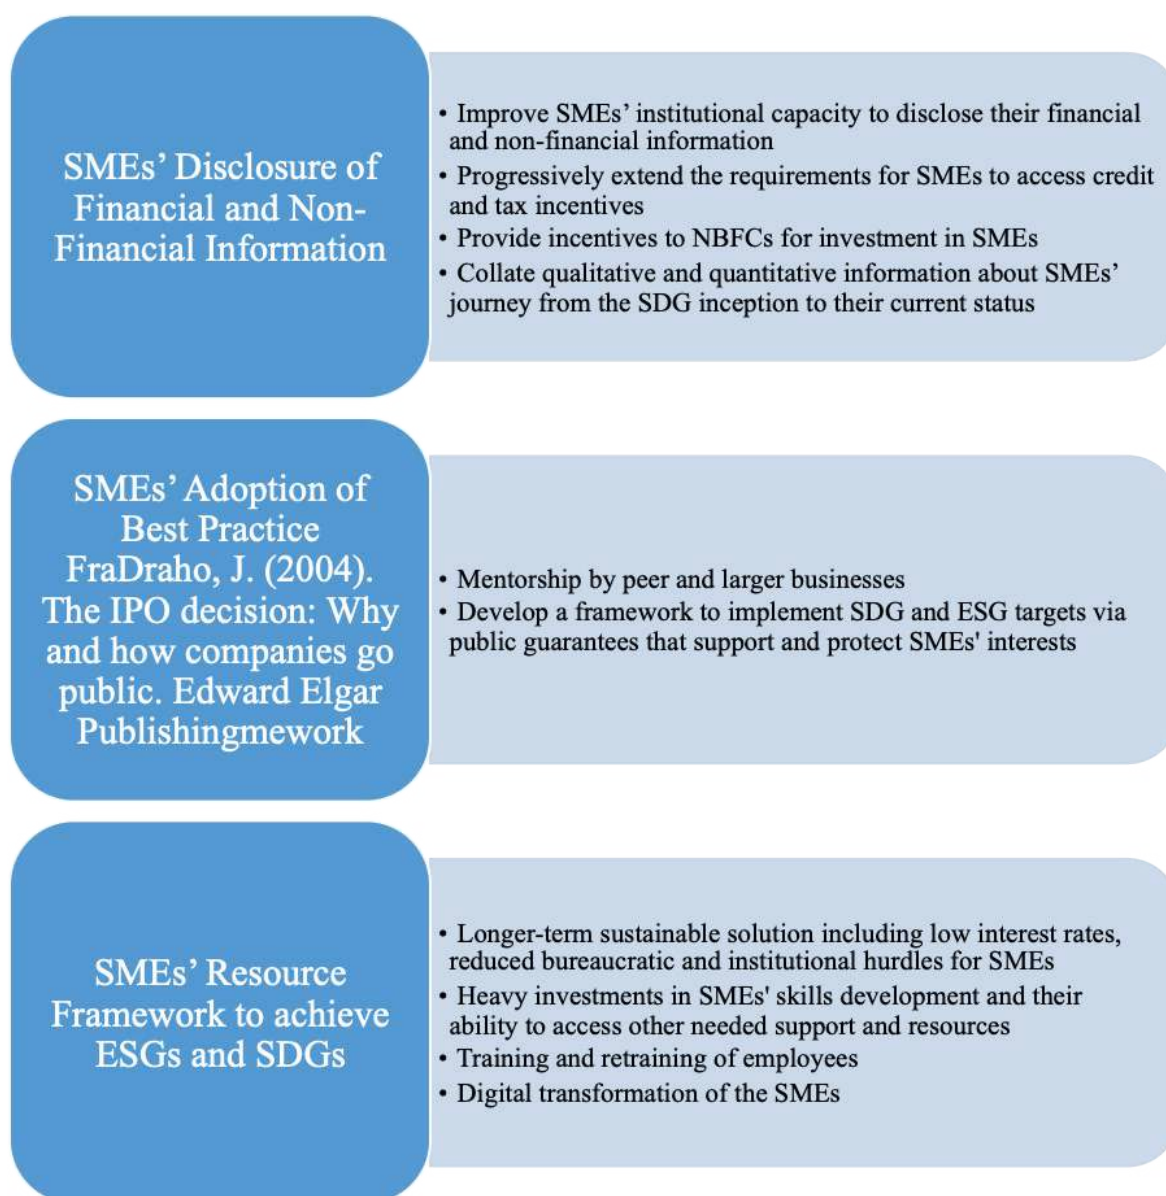 SMEs’ Disclosure of
Financial and Non-
Financial Information
• Improve SMEs’ institutional capacity to disclose their financial
and non-financial information
• Progressively extend the requirements for SMEs to access credit
and tax incentives
• Provide incentives to NBFCs for investment in SMEs
• Collate qualitative and quantitative information about SMEs’
journey from the SDG inception to their current status
SMEs’ Adoption of
Best Practice
FraDraho, J. (2004).
The IPO decision: Why
and how companies go
public. Edward Elgar
Publishingmework
• Mentorship by peer and larger businesses
• Develop a framework to implement SDG and ESG targets via
public guarantees that support and protect SMEs' interests
SMEs’ Resource
Framework to achieve
ESGs and SDGs
• Longer-term sustainable solution including low interest rates,
reduced bureaucratic and institutional hurdles for SMEs
• Heavy investments in SMEs' skills development and their
ability to access other needed support and resources
• Training and retraining of employees
• Digital transformation of the SMEs